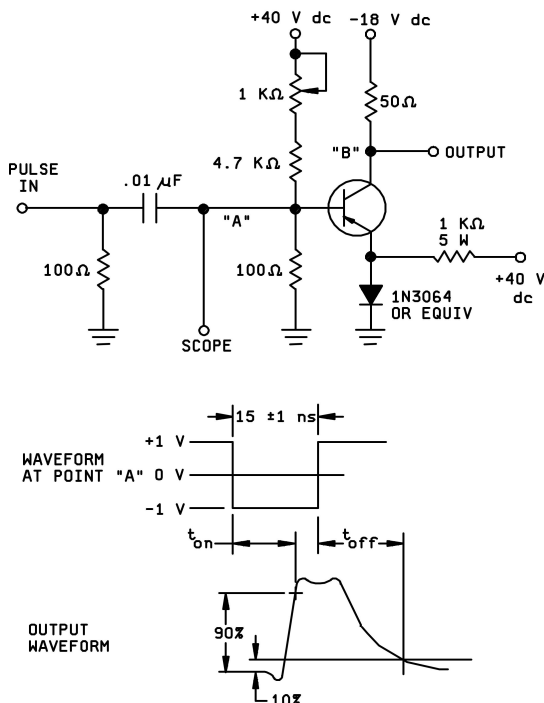 +40 V dc
-18 V dc
1 KΩ
50Ω
"B"
OUTPUT
4.7 KΩ
PULSE
IN
.01 µF
"A"
1 KΩ
5 W
100Ω
100Ω
+40 V
dc
1N3064
OR EQUIV
SCOPE
15 ±1 ns
+1 V
WAVEFORM
AT POINT "A" 0 V
-1 V
ton
toff
OUTPUT
WAVEFORM
90%
10%